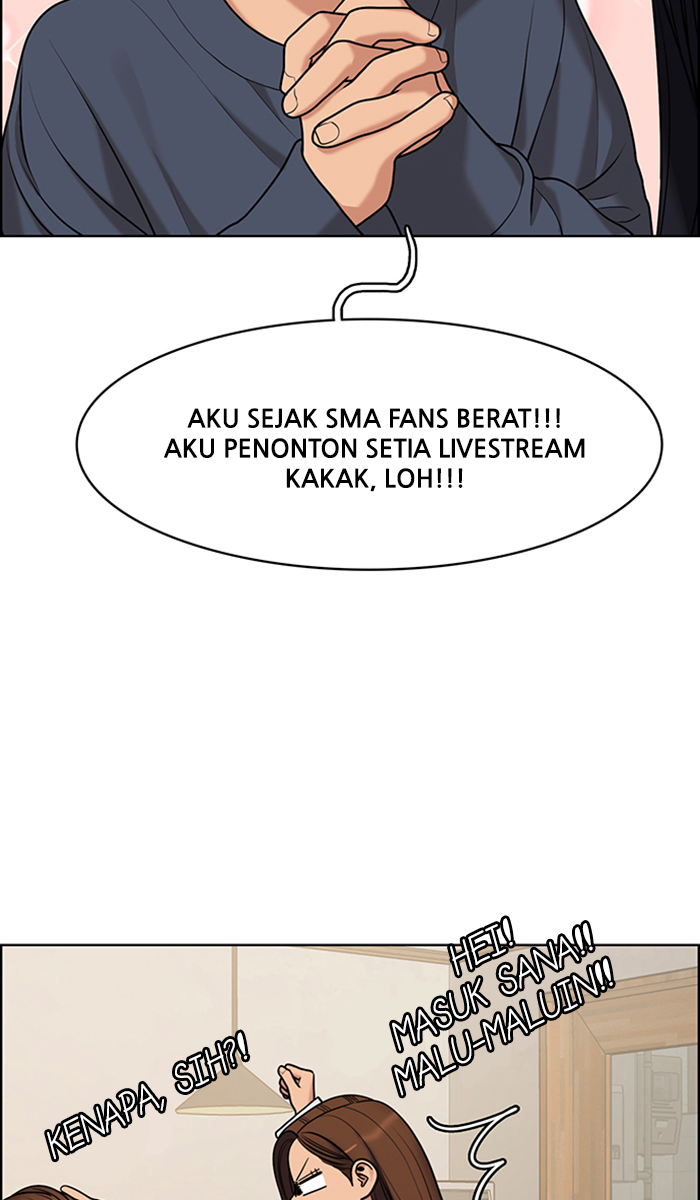 AKU SEJAK SMA FANS BERAT!!!
AKU PENONTON SETIA LIVESTREAM
KAKAK, LOH!!!
HEI!
MASUK SANA!!
MALU-MALUIN!!
KENAPA, SIH?!